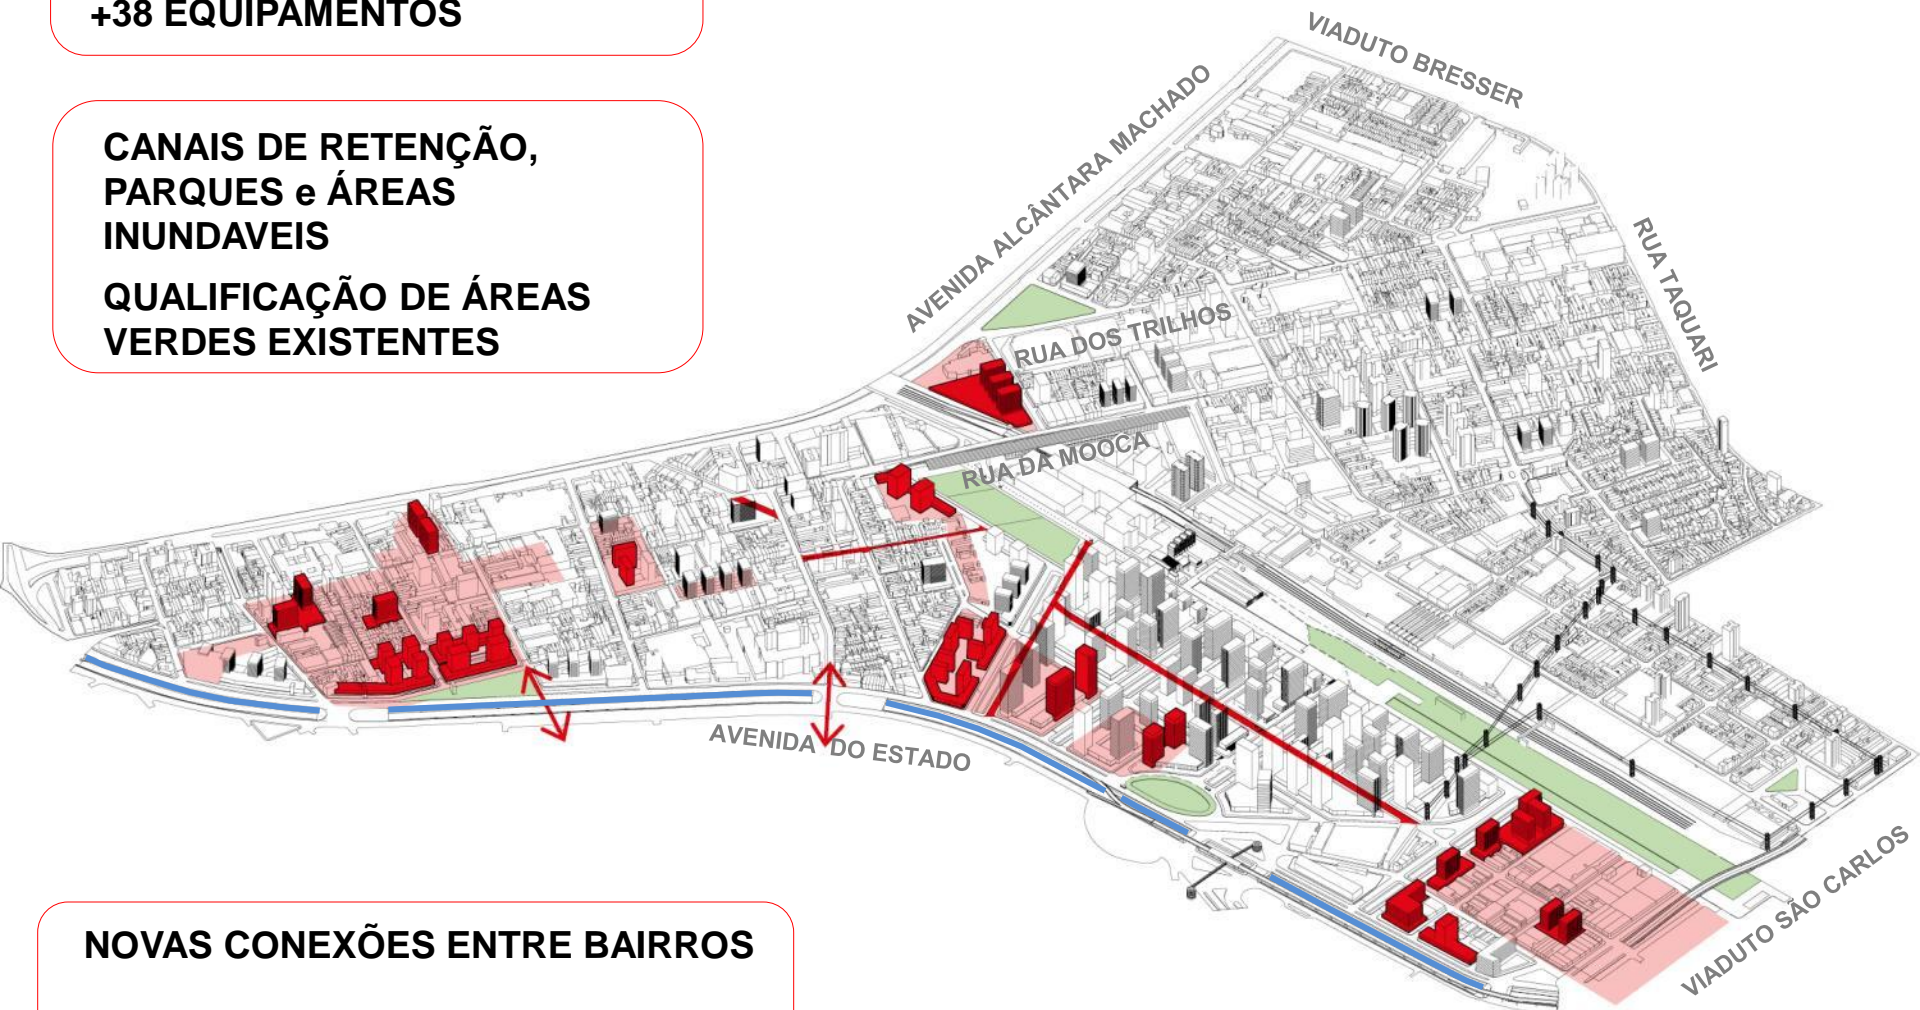 +38 EQUIPAMENTOS
CANAIS DE RETENÇÃO,
PARQUES e ÁREAS
INUNDAVEIS
QUALIFICAÇÃO DE ÁREAS
VERDES EXISTENTES
VIADUTO BRESSER
AVENIDA ALCÂNTARA MACHADO
RUA TAQUARI
RUA DOS TRILHOS
RUA DA MOOCA
AVENIDA DO ESTADO
VIADUTO SÃO CARLOS
NOVAS CONEXÕES ENTRE BAIRROS